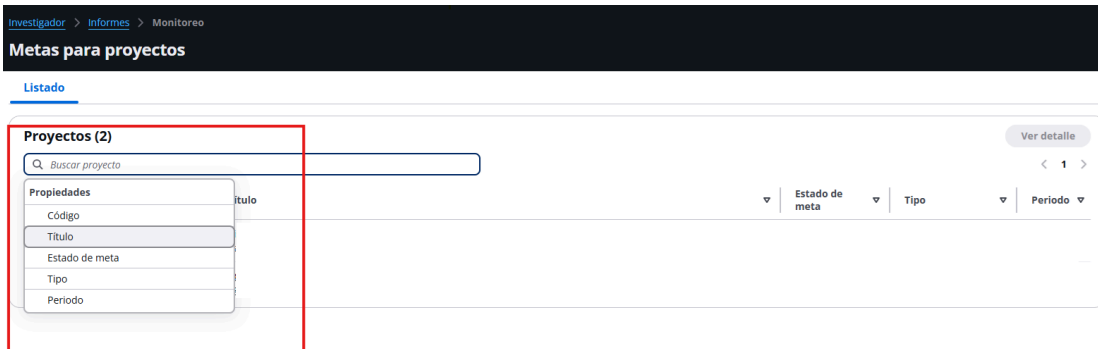 Investigador > Informes > Monitoreo
Metas para proyectos
Listado
Proyectos (2)
Ver detalle
Buscar proyecto
< 1 >
Propiedades
Código
Título
Estado de meta
Tipo
Periodo
ítulo
Estado de
meta
Tipo
Periodo